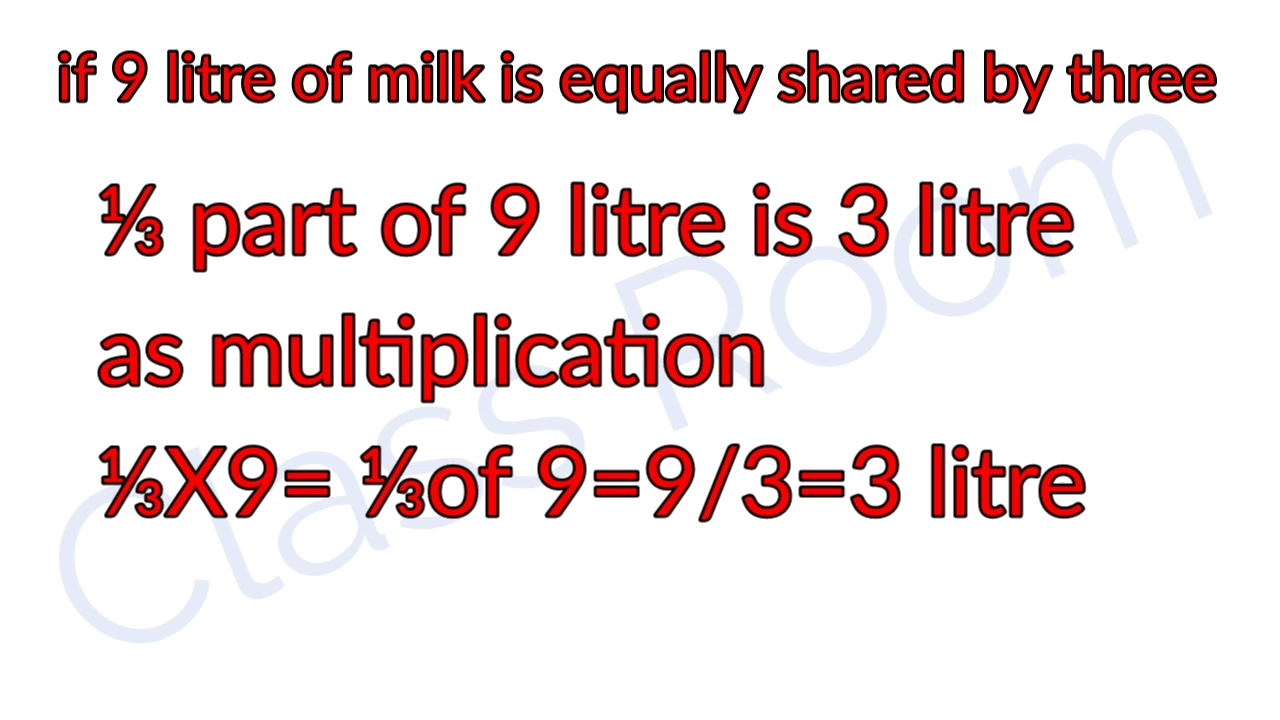 if 9 litre of milk is equally shared by three
⅓ part of 9 litre is 3 litre
as multiplication
⅓X9= ⅓of 9=9/3=3 litre
Class Room